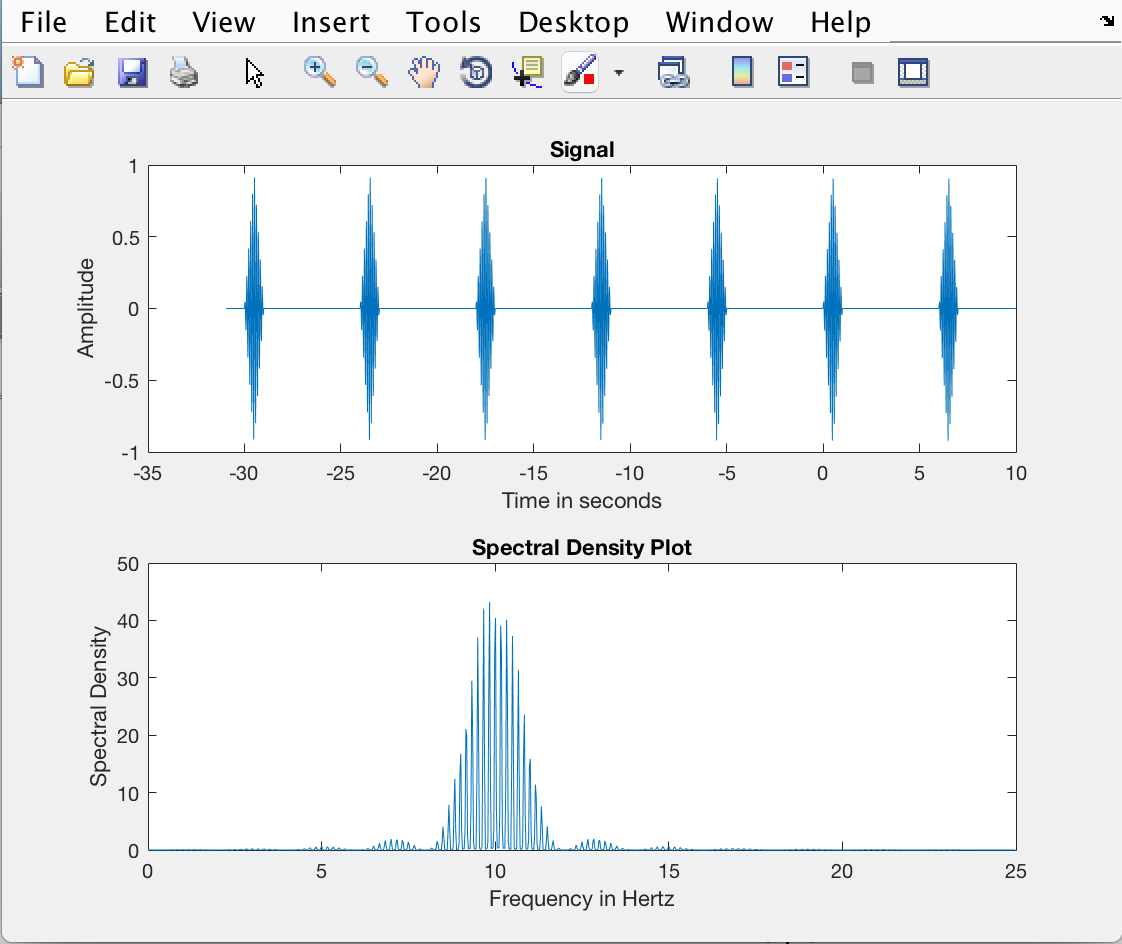 File Edit View Insert Tools Desktop Window Help
Signal
1
0.5
0
-0.5
-1
Amplitude
-35 -30 -25 -20 -15 -10 -5 0 5 10
Time in seconds
Spectral Density Plot
50
40
30
20
10
0
Spectral Density
0 5 10 15 20 25
Frequency in Hertz